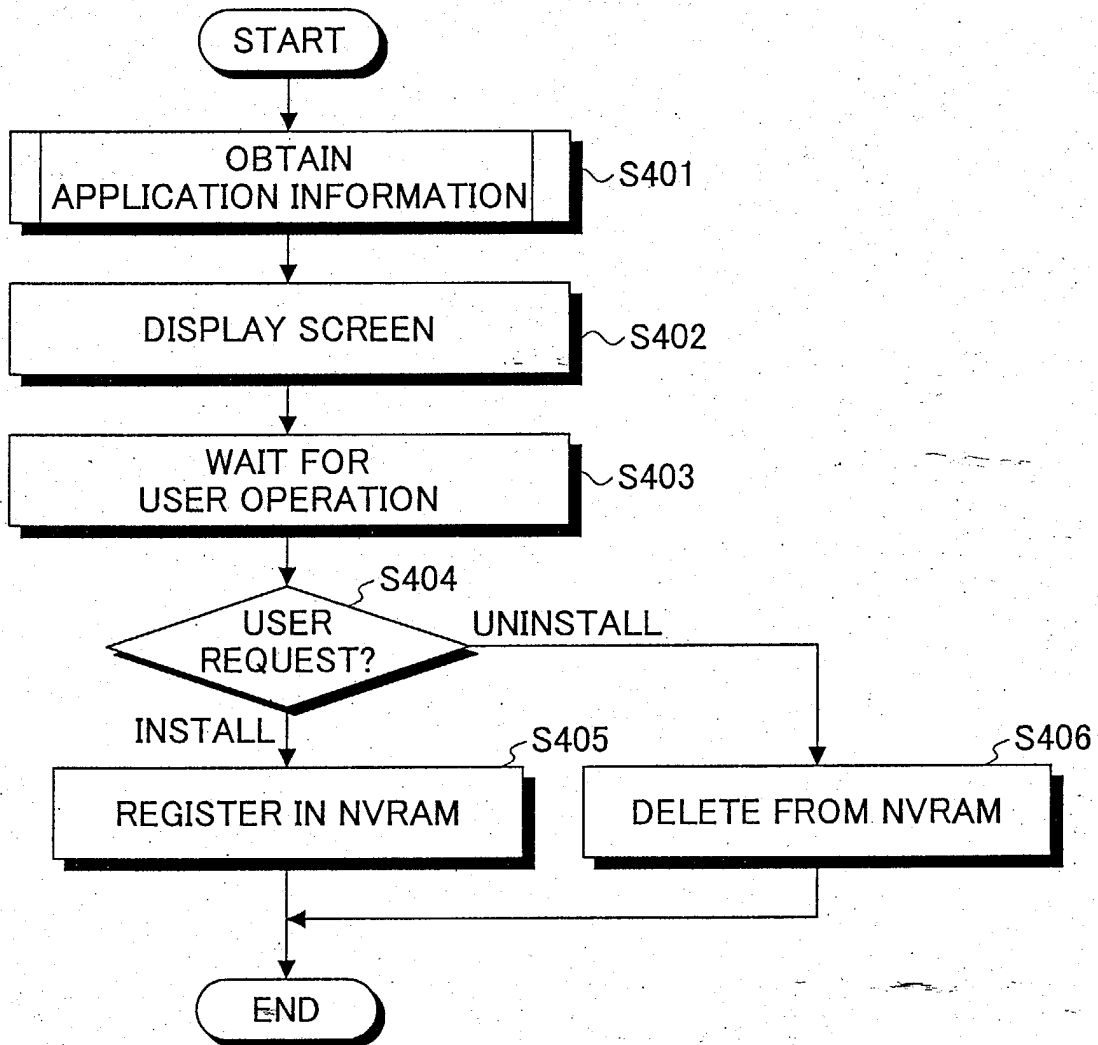 START
OBTAIN
APPLICATION INFORMATION
S401
DISPLAY SCREEN
S402
WAIT FOR
USER OPERATION
S403
S404
USER
REQUEST?
UNINSTALL
INSTALL
S405
REGISTER IN NVRAM
S406
DELETE FROM NVRAM
END